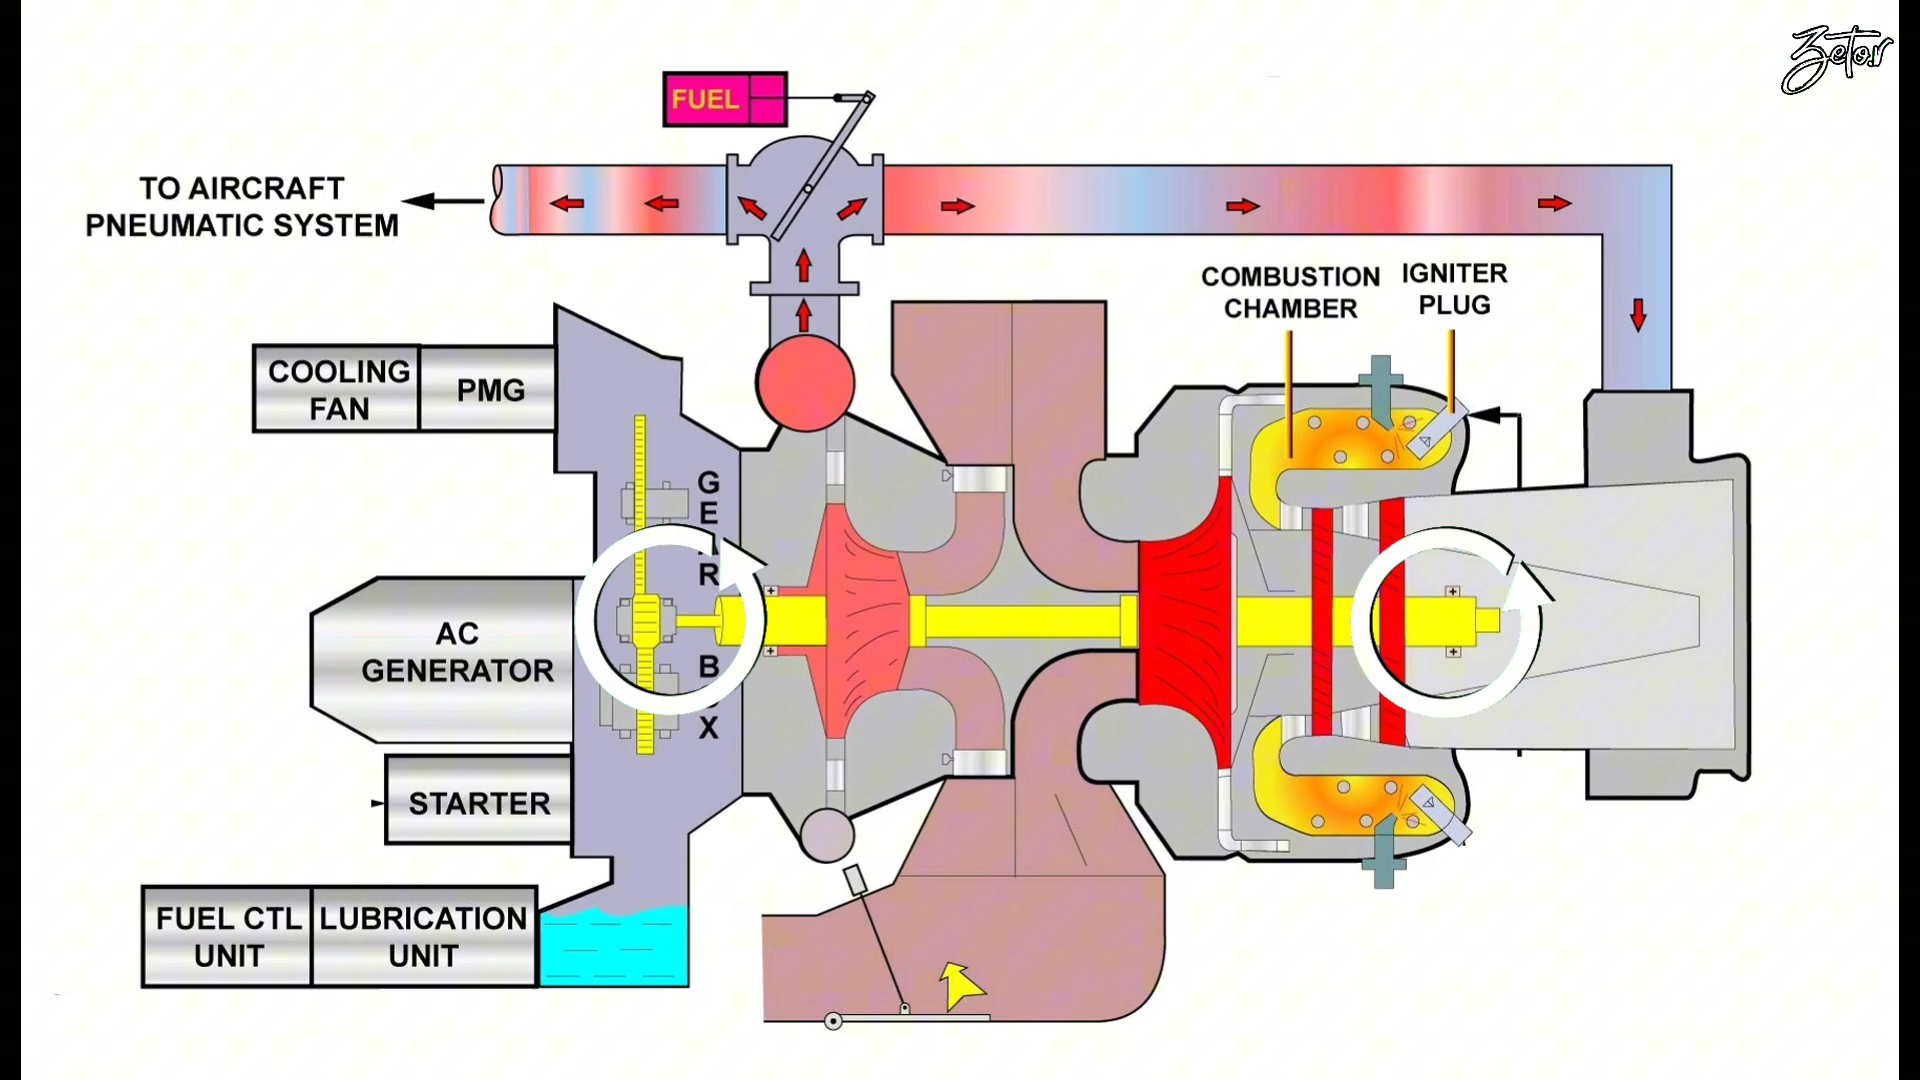 Zetor
FUEL
TO AIRCRAFT
PNEUMATIC SYSTEM
COMBUSTION
CHAMBER
IGNITER
PLUG
COOLING
FAN
PMG
G
E
R
B
X
AC
GENERATOR
STARTER
FUEL CTL
UNIT
LUBRICATION
UNIT